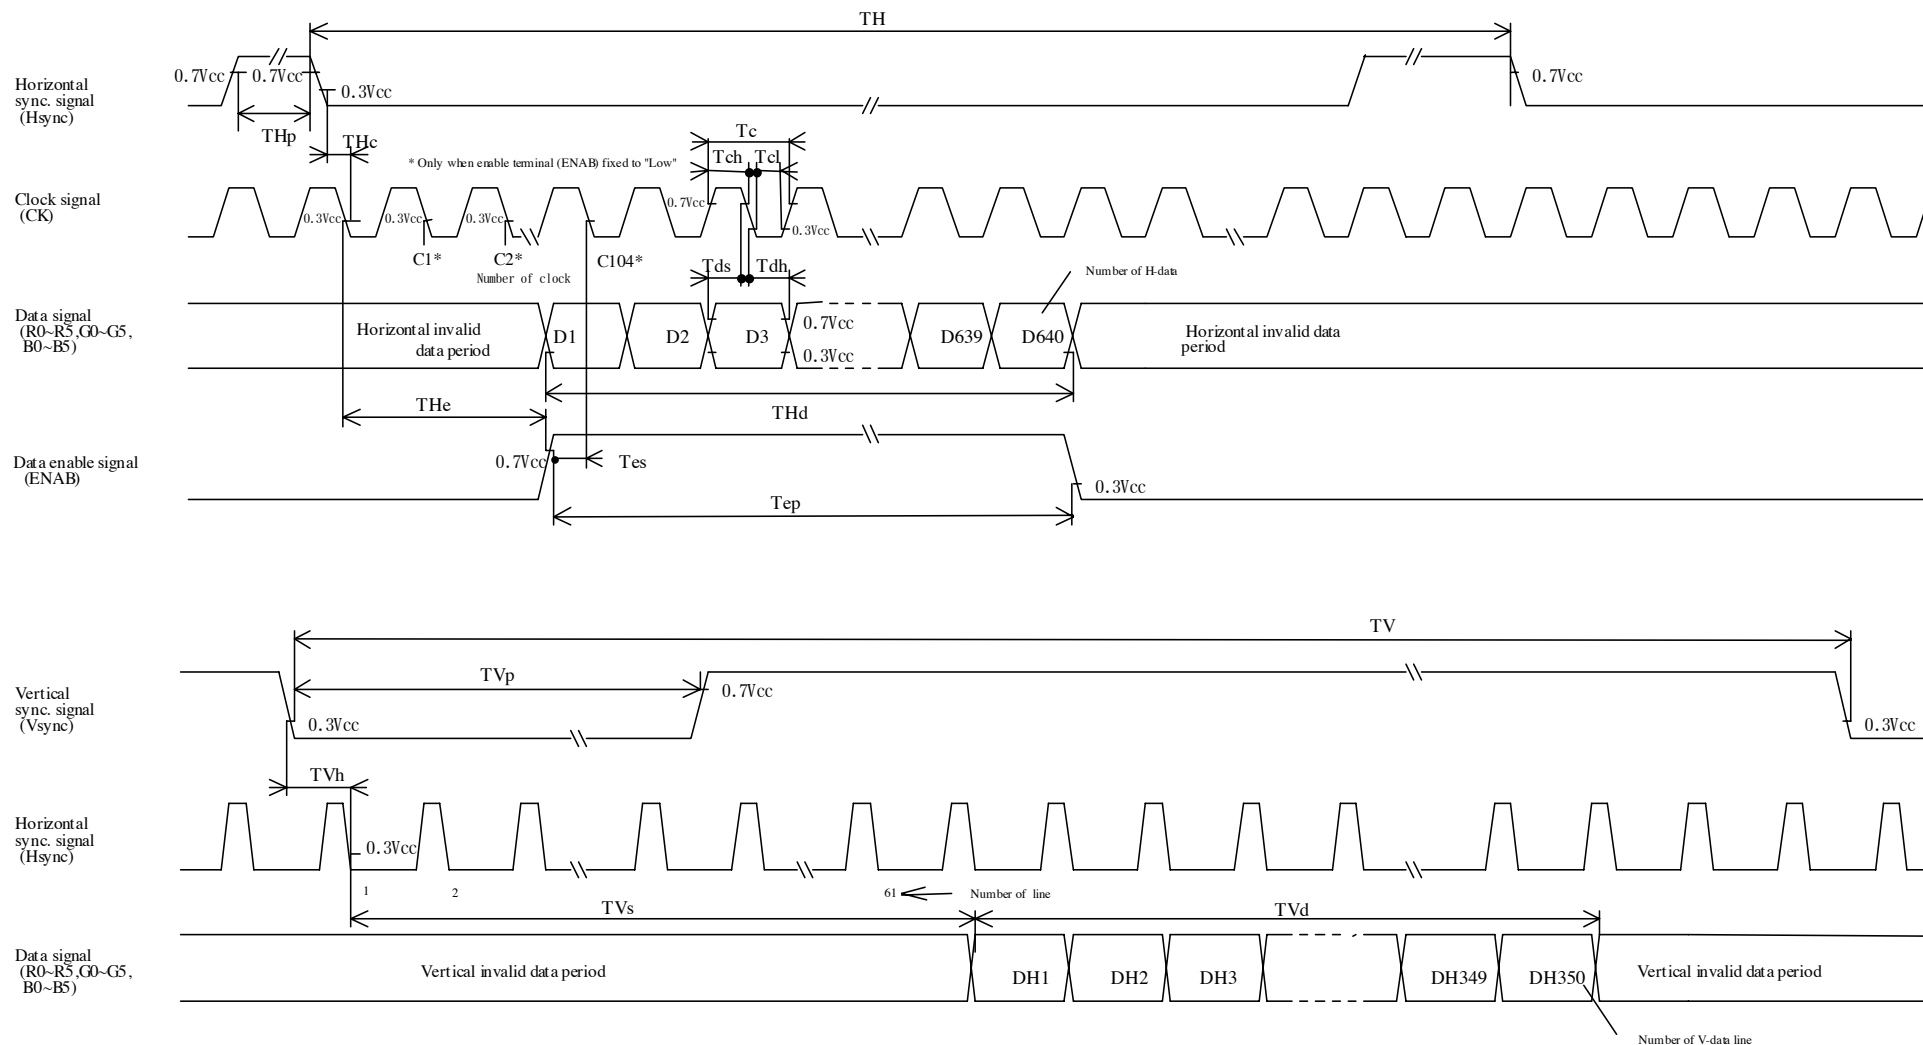 TH
Horizontal
sync. signal
(Hsync)
0.7Vcc
0.7Vcc
0.3Vcc
0.7Vcc
THp
THc
Tc
Tch
Tcl
* Only when enable terminal (ENAB) fixed to "Low"
Clock signal
(CK)
0.3Vcc
0.3Vcc
0.3Vcc
0.7Vcc
0.3Vcc
C1*
C2*
C104*
Number of clock
Tds
Tdh
Number of H-data
Data signal
(R0~R5,G0~G5,
B0~B5)
Horizontal invalid
data period
D1
D2
D3
0.7Vcc
0.3Vcc
D639
D640
Horizontal invalid data
period
THe
THd
Data enable signal
(ENAB)
0.7Vcc
Tes
0.3Vcc
Tep
TV
Vertical
sync. signal
(Vsync)
TVp
0.7Vcc
0.3Vcc
0.3Vcc
TVh
Horizontal
sync. signal
(Hsync)
0.3Vcc
1
2
61
Number of line
TVs
TVd
Data signal
(R0~R5,G0~G5,
B0~B5)
Vertical invalid data period
DH1
DH2
DH3
DH349
DH350
Vertical invalid data period
Number of V-data line